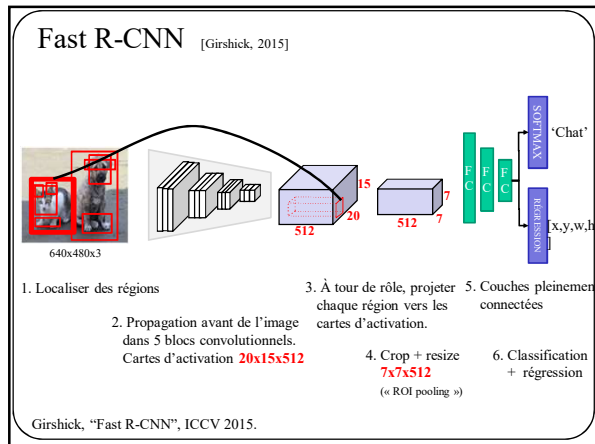 Fast R-CNN [Girshick, 2015]
640x480x3
512
20
15
512
7
7
FC
FC
FC
SOFTMAX
‘Chat’
RÉGRESSION
[x,y,w,h
]
1. Localiser des régions
2. Propagation avant de l’image
dans 5 blocs convolutionnels.
Cartes d’activation 20x15x512
3. À tour de rôle, projeter
chaque région vers les
cartes d’activation.
4. Crop + resize
7x7x512
(« ROI pooling »)
5. Couches pleinement
connectées
6. Classification
+ régression
Girshick, “Fast R-CNN”, ICCV 2015.